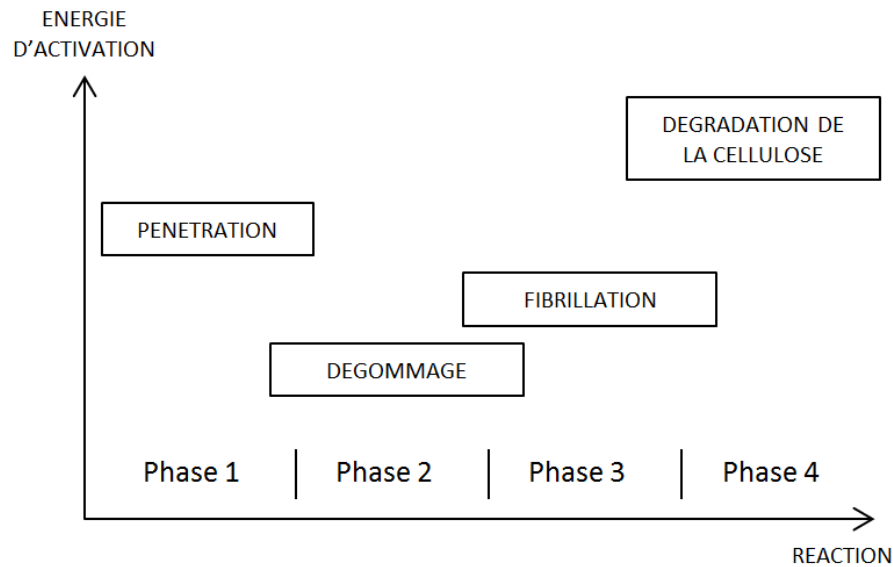 ENERGIE
D’ACTIVATION
DEGRADATION DE
LA CELLULOSE
PENETRATION
FIBRILLATION
DEGOMMAGE
Phase 1
Phase 2
Phase 3
Phase 4
REACTION